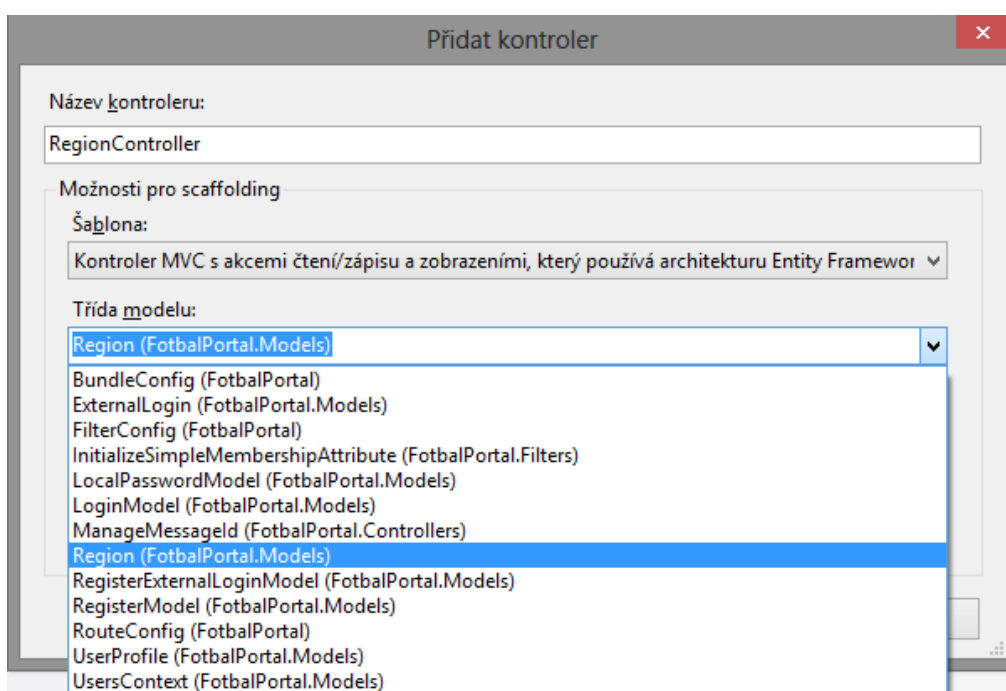 Přidat kontroler
Název kontroleru:
RegionController
Možnosti pro scaffolding
Šablona:
Kontroler MVC s akcemi čtení/zápisu a zobrazeními, který používá architekturu Entity Framewor
Třída modelu:
Region (FotbalPortal.Models)
BundleConfig (FotbalPortal)
ExternalLogin (FotbalPortal.Models)
FilterConfig (FotbalPortal)
InitializeSimpleMembershipAttribute (FotbalPortal.Filters)
LocalPasswordModel (FotbalPortal.Models)
LoginModel (FotbalPortal.Models)
ManageMessageId (FotbalPortal.Controllers)
Region (FotbalPortal.Models)
RegisterExternalLoginModel (FotbalPortal.Models)
RegisterModel (FotbalPortal.Models)
RouteConfig (FotbalPortal)
UserProfile (FotbalPortal.Models)
UsersContext (FotbalPortal.Models)